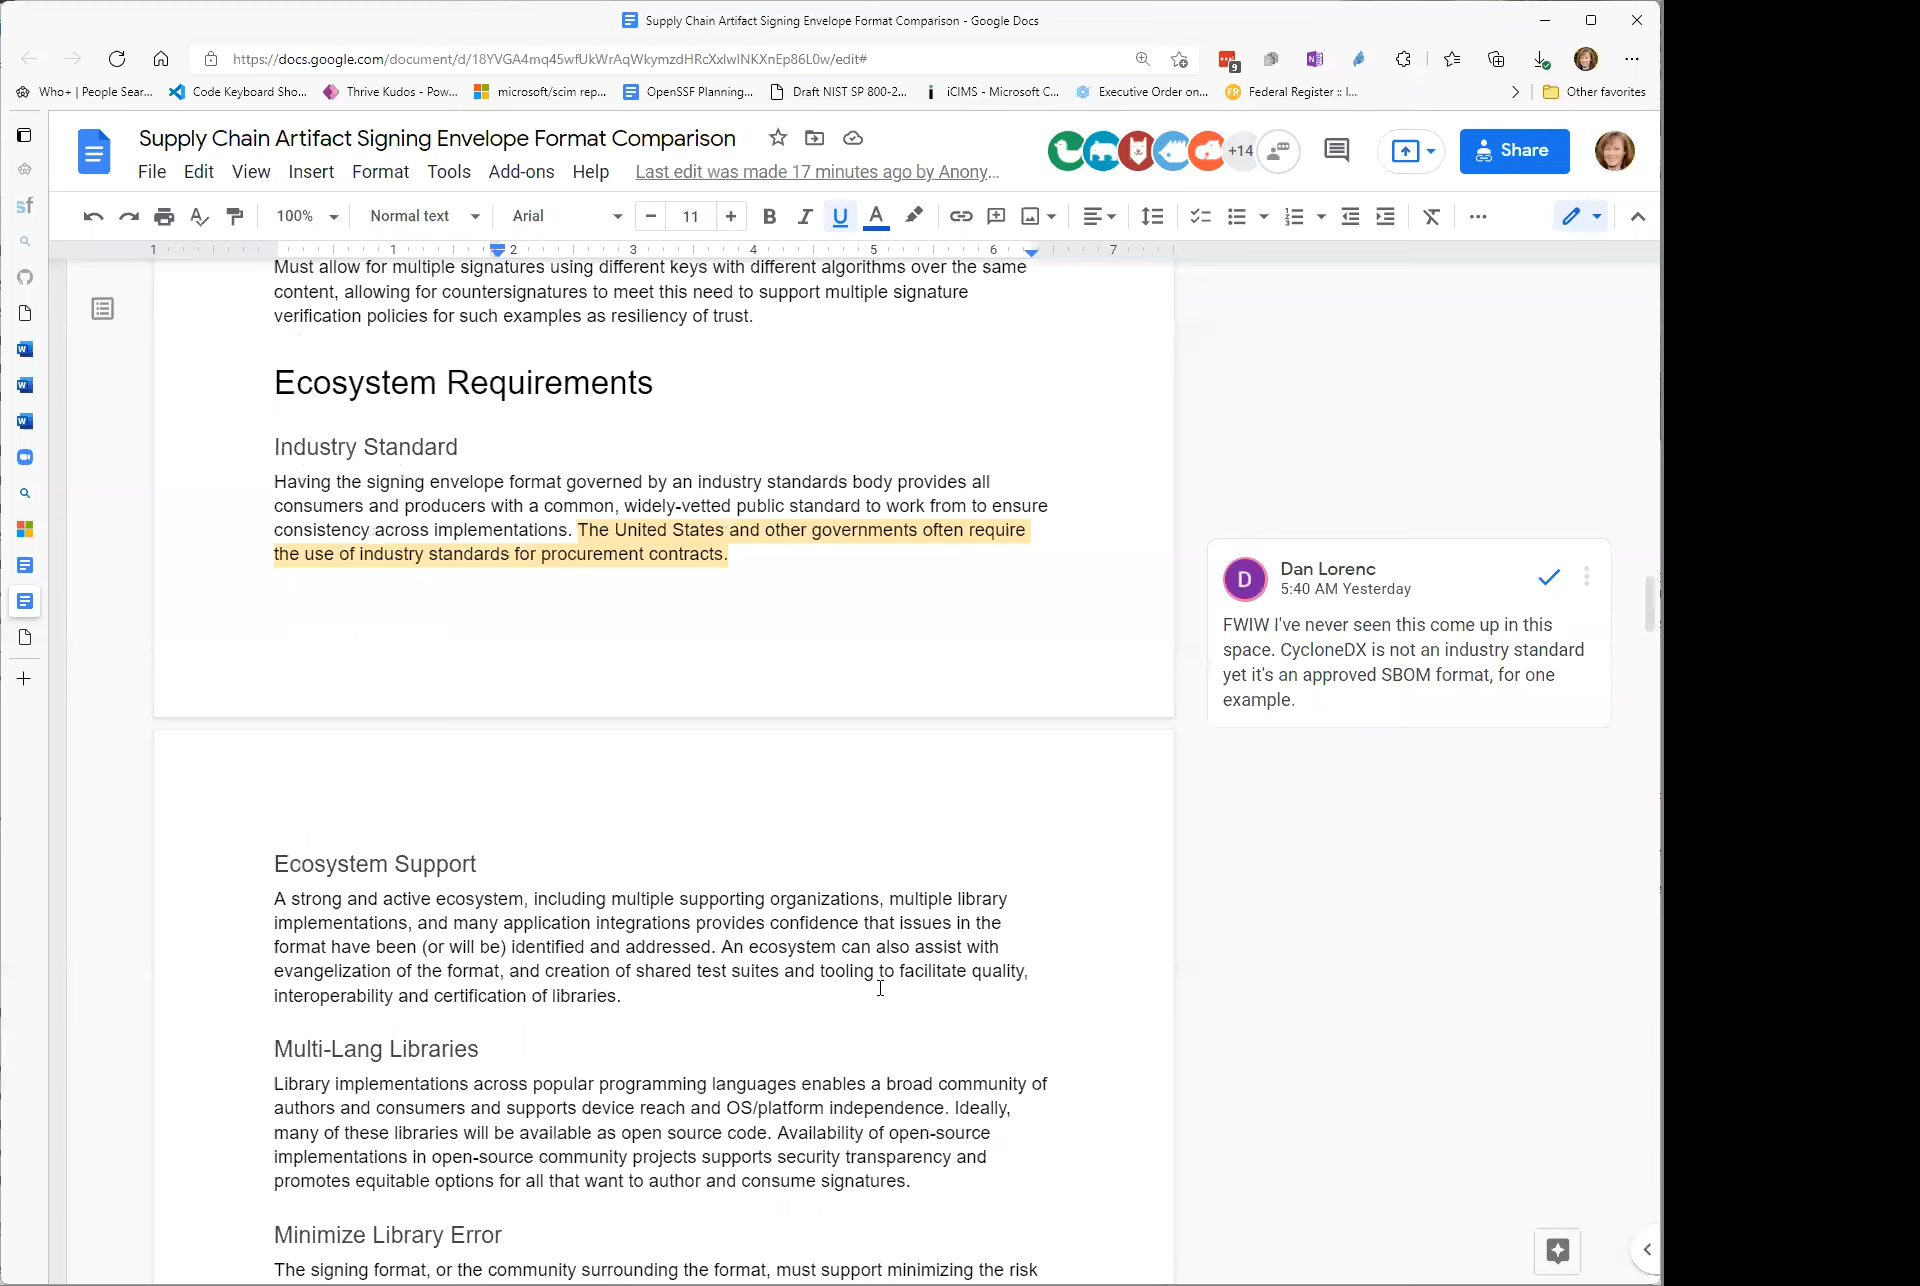 Supply Chain Artifact Signing Envelope Format Comparison - Google Docs
https://docs.google.com/document/d/18YVGA4mq45wfUkWrAqWkymzdHRcXxlwINKXnEp86L0w/edit#
9
Who+ | People Sear... Code Keyboard Sho... Thrive Kudos - Pow... microsoft/scim rep... OpenSSF Planning... Draft NIST SP 800-2... iCIMS - Microsoft C... Executive Order on... Federal Register :: I... Other favorites
Supply Chain Artifact Signing Envelope Format Comparison
+14
Share
File Edit View Insert Format Tools Add-ons Help Last edit was made 17 minutes ago by Anony...
100% Normal text Arial 11 B I U A
1 1 2 3 4 5 6 7
Must allow for multiple signatures using different keys with different algorithms over the same
content, allowing for countersignatures to meet this need to support multiple signature
verification policies for such examples as resiliency of trust.
Ecosystem Requirements
Industry Standard
Having the signing envelope format governed by an industry standards body provides all
consumers and producers with a common, widely-vetted public standard to work from to ensure
consistency across implementations. The United States and other governments often require
the use of industry standards for procurement contracts.
D
Dan Lorenc
5:40 AM Yesterday
FWIW I've never seen this come up in this
space. CycloneDX is not an industry standard
yet it's an approved SBOM format, for one
example.
Ecosystem Support
A strong and active ecosystem, including multiple supporting organizations, multiple library
implementations, and many application integrations provides confidence that issues in the
format have been (or will be) identified and addressed. An ecosystem can also assist with
evangelization of the format, and creation of shared test suites and tooling to facilitate quality,
interoperability and certification of libraries.
Multi-Lang Libraries
Library implementations across popular programming languages enables a broad community of
authors and consumers and supports device reach and OS/platform independence. Ideally,
many of these libraries will be available as open source code. Availability of open-source
implementations in open-source community projects supports security transparency and
promotes equitable options for all that want to author and consume signatures.
Minimize Library Error
The signing format, or the community surrounding the format, must support minimizing the risk